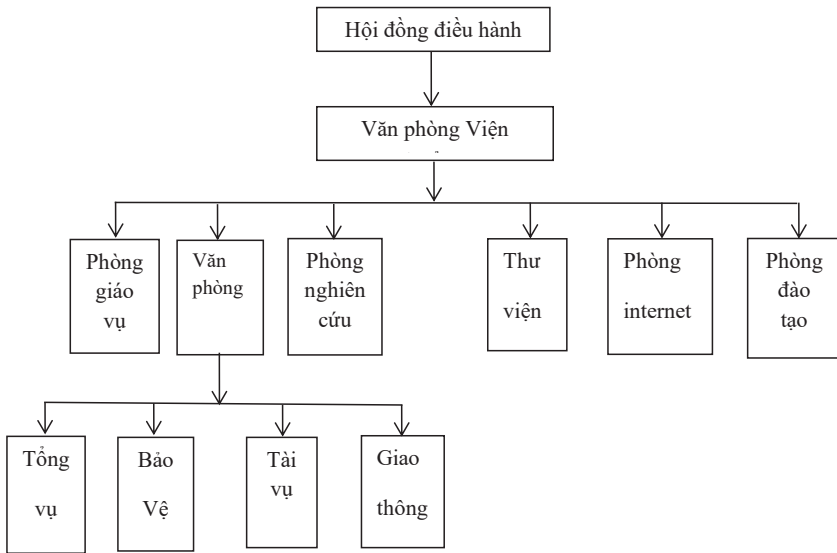 Hội đồng điều hành
Văn phòng Viện
Phòng
giáo
vụ
Văn
phòng
Phòng
nghiên
cứu
Thư
viện
Phòng
internet
Phòng
đào
tạo
Tổng
vụ
Bảo
Vệ
Tài
vụ
Giao
thông